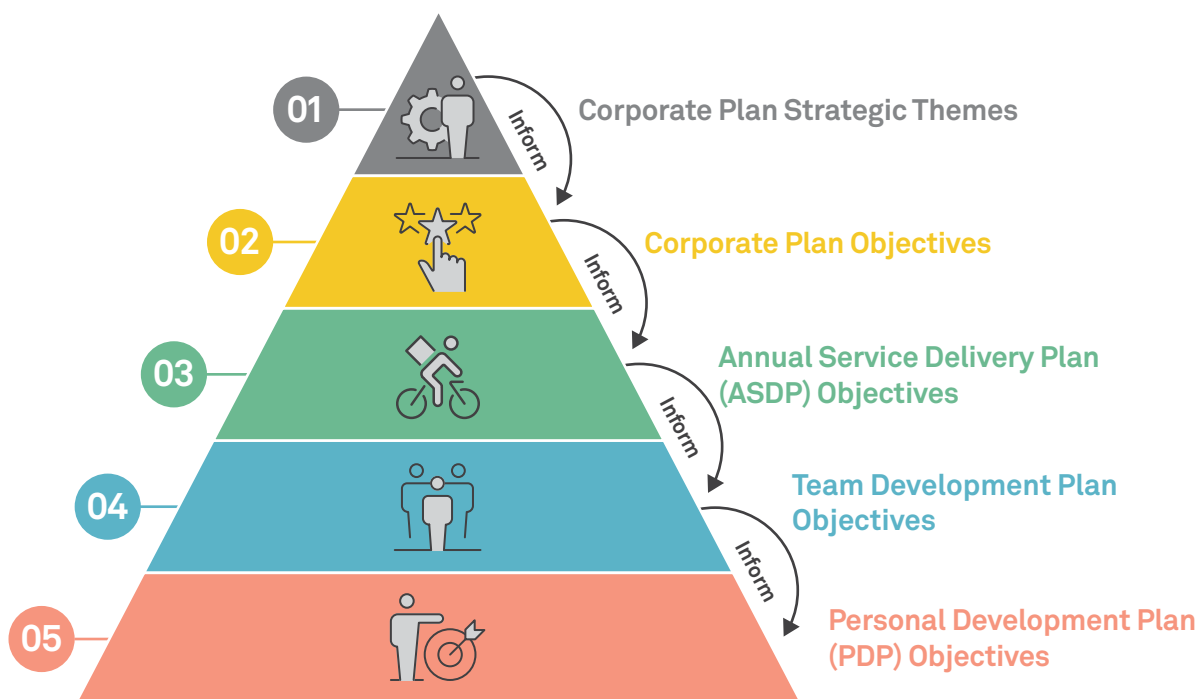 01
Corporate Plan Strategic Themes
Inform
02
Corporate Plan Objectives
Inform
03
Annual Service Delivery Plan
(ASDP) Objectives
Inform
04
Team Development Plan
Objectives
Inform
05
Personal Development Plan
(PDP) Objectives